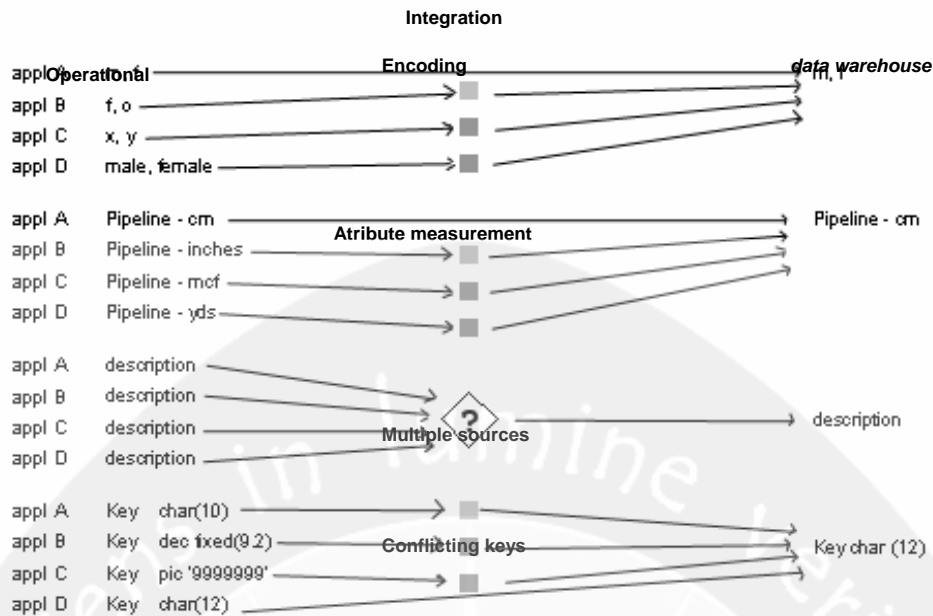 Integration
Operational
Encoding
data warehouse
appl A m, f m, f
appl B f, o
appl C x, y
appl D male, female
appl A Pipeline - cm Pipeline - cm
Atribute measurement
appl B Pipeline - inches
appl C Pipeline - mcf
appl D Pipeline - yds
appl A description
appl B description
? description
appl C description
Multiple sources
appl D description
appl A Key char(10)
appl B Key dec fixed(9.2)
Conflicting keys
Key char (12)
appl C Key pic '9999999'
appl D Key char(12)
in lumine